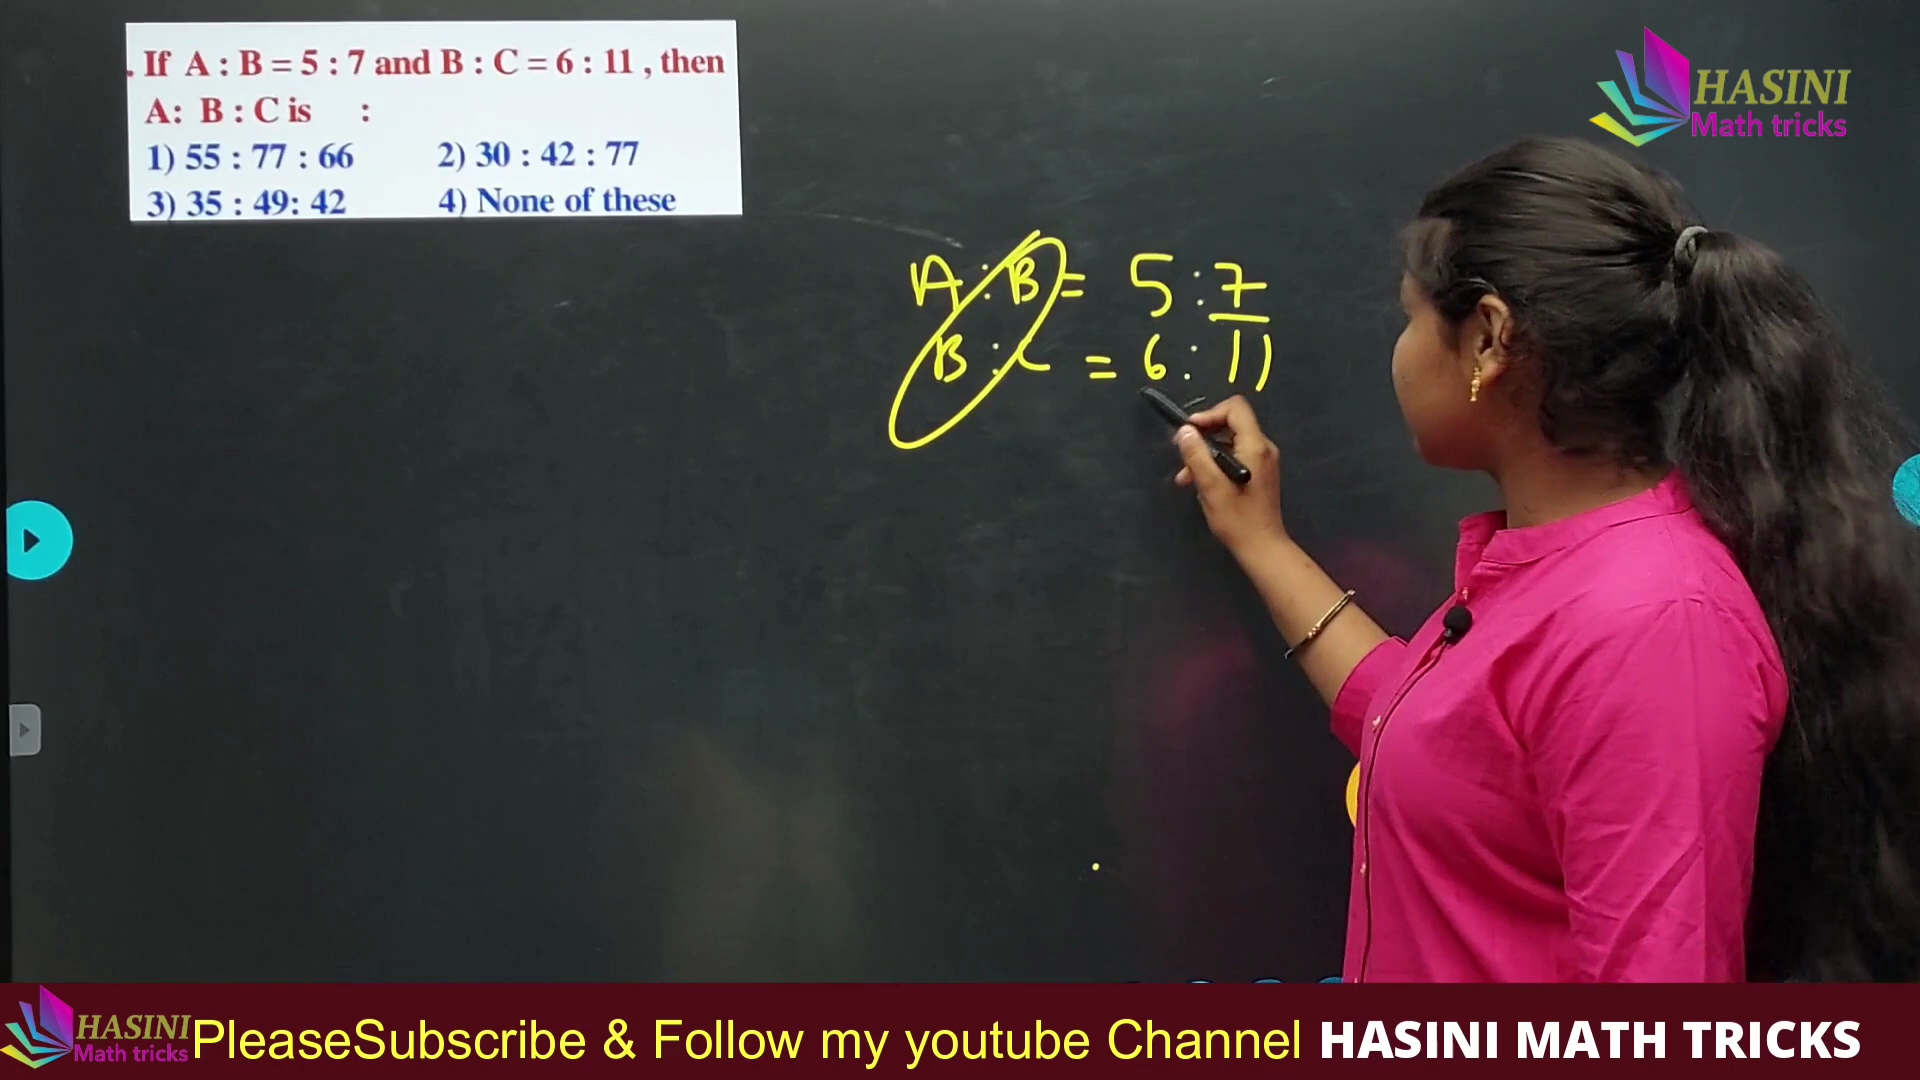 . If A : B = 5 : 7 and B : C = 6 : 11 , then
A: B : C is :
1) 55 : 77 : 66 2) 30 : 42 : 77
3) 35 : 49: 42 4) None of these
HASINI
Math tricks
A : B = 5 : 7
B : C = 6 : 11
HASINI
Math tricks
PleaseSubscribe & Follow my youtube Channel HASINI MATH TRICKS